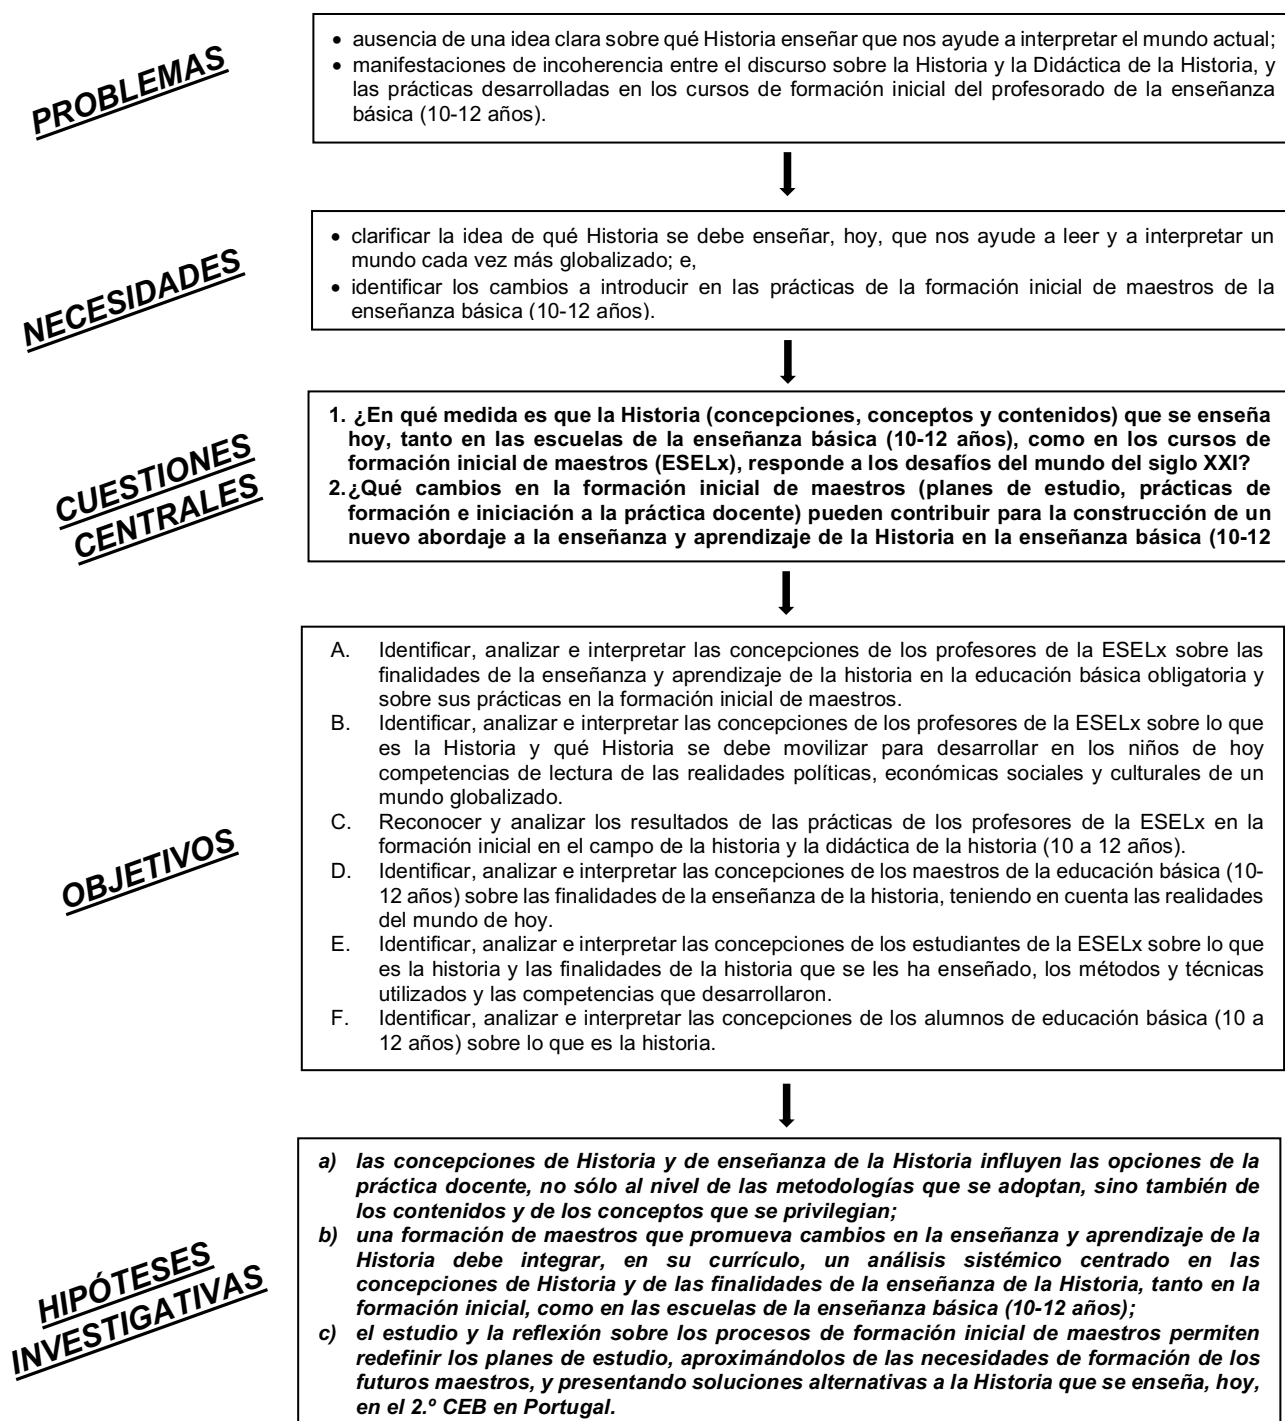 PROBLEMAS
• ausencia de una idea clara sobre qué Historia enseñar que nos ayude a interpretar el mundo actual;
• manifestaciones de incoherencia entre el discurso sobre la Historia y la Didáctica de la Historia, y
las prácticas desarrolladas en los cursos de formación inicial del profesorado de la enseñanza
básica (10-12 años).
NECESIDADES
• clarificar la idea de qué Historia se debe enseñar, hoy, que nos ayude a leer y a interpretar un
mundo cada vez más globalizado; e,
• identificar los cambios a introducir en las prácticas de la formación inicial de maestros de la
enseñanza básica (10-12 años).
CUESTIONES
CENTRALES
1. ¿En qué medida es que la Historia (concepciones, conceptos y contenidos) que se enseña
hoy, tanto en las escuelas de la enseñanza básica (10-12 años), como en los cursos de
formación inicial de maestros (ESELx), responde a los desafíos del mundo del siglo XXI?
2. ¿Qué cambios en la formación inicial de maestros (planes de estudio, prácticas de
formación e iniciación a la práctica docente) pueden contribuir para la construcción de un
nuevo abordaje a la enseñanza y aprendizaje de la Historia en la enseñanza básica (10-12
OBJETIVOS
A. Identificar, analizar e interpretar las concepciones de los profesores de la ESELx sobre las
finalidades de la enseñanza y aprendizaje de la historia en la educación básica obligatoria y
sobre sus prácticas en la formación inicial de maestros.
B. Identificar, analizar e interpretar las concepciones de los profesores de la ESELx sobre lo que
es la Historia y qué Historia se debe movilizar para desarrollar en los niños de hoy
competencias de lectura de las realidades políticas, económicas sociales y culturales de un
mundo globalizado.
C. Reconocer y analizar los resultados de las prácticas de los profesores de la ESELx en la
formación inicial en el campo de la historia y la didáctica de la historia (10 a 12 años).
D. Identificar, analizar e interpretar las concepciones de los maestros de la educación básica (10-
12 años) sobre las finalidades de la enseñanza de la historia, teniendo en cuenta las realidades
del mundo de hoy.
E. Identificar, analizar e interpretar las concepciones de los estudiantes de la ESELx sobre lo que
es la historia y las finalidades de la historia que se les ha enseñado, los métodos y técnicas
utilizados y las competencias que desarrollaron.
F. Identificar, analizar e interpretar las concepciones de los alumnos de educación básica (10 a
12 años) sobre lo que es la historia.
HIPÓTESES
INVESTIGATIVAS
a) las concepciones de Historia y de enseñanza de la Historia influyen las opciones de la
práctica docente, no sólo al nivel de las metodologías que se adoptan, sino también de
los contenidos y de los conceptos que se privilegian;
b) una formación de maestros que promueva cambios en la enseñanza y aprendizaje de la
Historia debe integrar, en su currículo, un análisis sistémico centrado en las
concepciones de Historia y de las finalidades de la enseñanza de la Historia, tanto en la
formación inicial, como en las escuelas de la enseñanza básica (10-12 años);
c) el estudio y la reflexión sobre los procesos de formación inicial de maestros permiten
redefinir los planes de estudio, aproximándolos de las necesidades de formación de los
futuros maestros, y presentando soluciones alternativas a la Historia que se enseña, hoy,
en el 2.º CEB en Portugal.